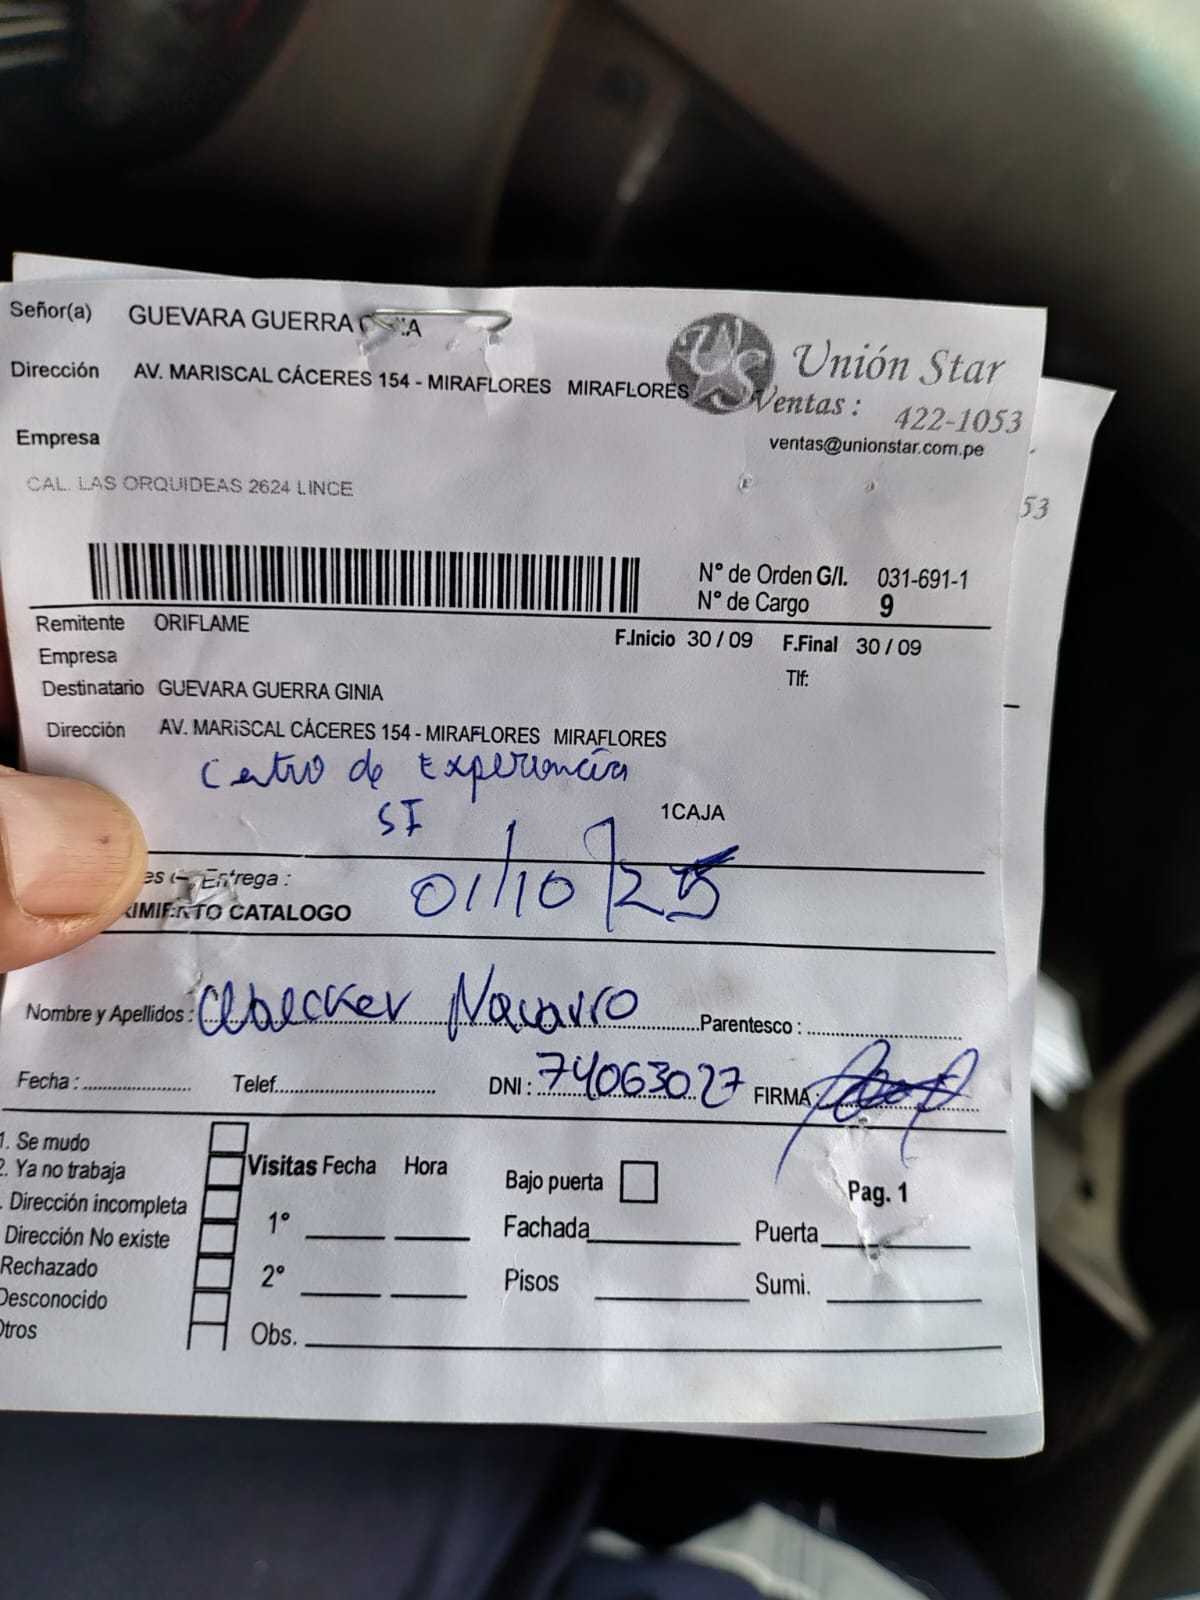 Señor(a) GUEVARA GUERRA
Dirección AV. MARISCAL CÁCERES 154 - MIRAFLORES MIRAFLORES
Unión Star
Ventas : 422-1053
ventas@unionstar.com.pe
Empresa
CAL. LAS ORQUIDEAS 2624 LINCE
53
N° de Orden G/I. 031-691-1
N° de Cargo 9
Remitente ORIFLAME
F.Inicio 30 / 09 F.Final 30 / 09
Empresa
Tlf:
Destinatario GUEVARA GUERRA GINIA
Dirección AV. MARISCAL CÁCERES 154 - MIRAFLORES MIRAFLORES
Centro de Experiencia
SI
1CAJA
Entrega :
01/10/25
CATALOGO
Nombre y Apellidos : Navarro Parentesco :
Fecha : Telef. DNI : 74063027 FIRMA:
1. Se mudo
2. Ya no trabaja
Dirección incompleta
Dirección No existe
Rechazado
Desconocido
Otros
Visitas Fecha Hora
1°
2°
Obs.
Bajo puerta
Pag. 1
Fachada Puerta
Pisos Sumi.